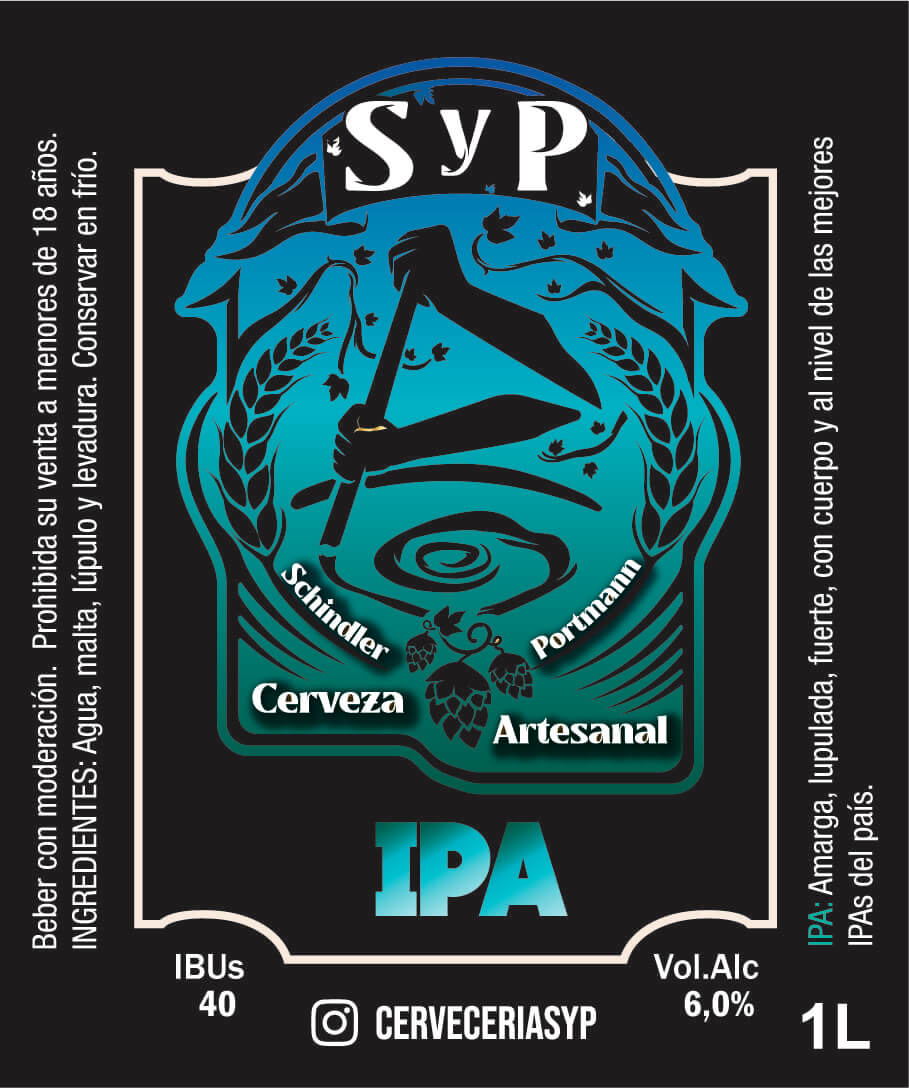 SyP
Schindler
Portmann
Cerveza
Artesanal
IPA
IBUs
40
Vol.Alc
6,0%
CERVECERIASYP
1L
Beber con moderación. Prohibida su venta a menores de 18 años.
INGREDIENTES: Agua, malta, lúpulo y levadura. Conservar en frío.
IPA: Amarga, lupulada, fuerte, con cuerpo y al nivel de las mejores
IPAs del país.